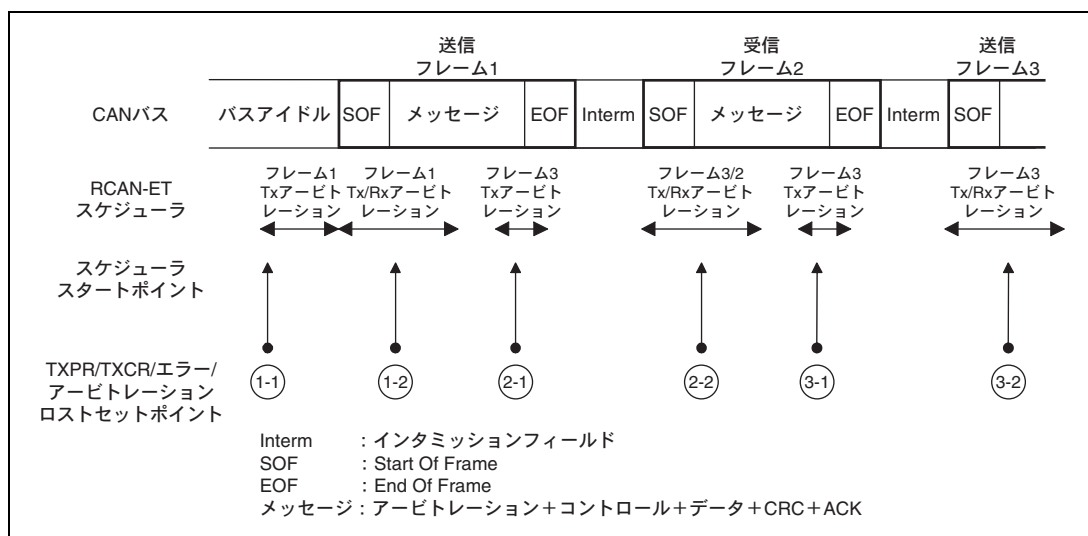 送信
フレーム1
受信
フレーム2
送信
フレーム3
CANバス
バスアイドル
SOF
メッセージ
EOF
Interm
SOF
メッセージ
EOF
Interm
SOF
RCAN-ET
スケジューラ
フレーム1
Txアービト
レーション
フレーム1
Tx/Rxアービト
レーション
フレーム3
Txアービト
レーション
フレーム3/2
Tx/Rxアービト
レーション
フレーム3
Txアービト
レーション
フレーム3
Tx/Rxアービト
レーション
スケジューラ
スタートポイント
TXPR/TXCR/エラー/
アービトレーション
ロストセットポイント
1-1
1-2
2-1
2-2
3-1
3-2
Interm ：インタミッションフィールド
SOF ：Start Of Frame
EOF ：End Of Frame
メッセージ：アービトレーション＋コントロール＋データ＋CRC＋ACK